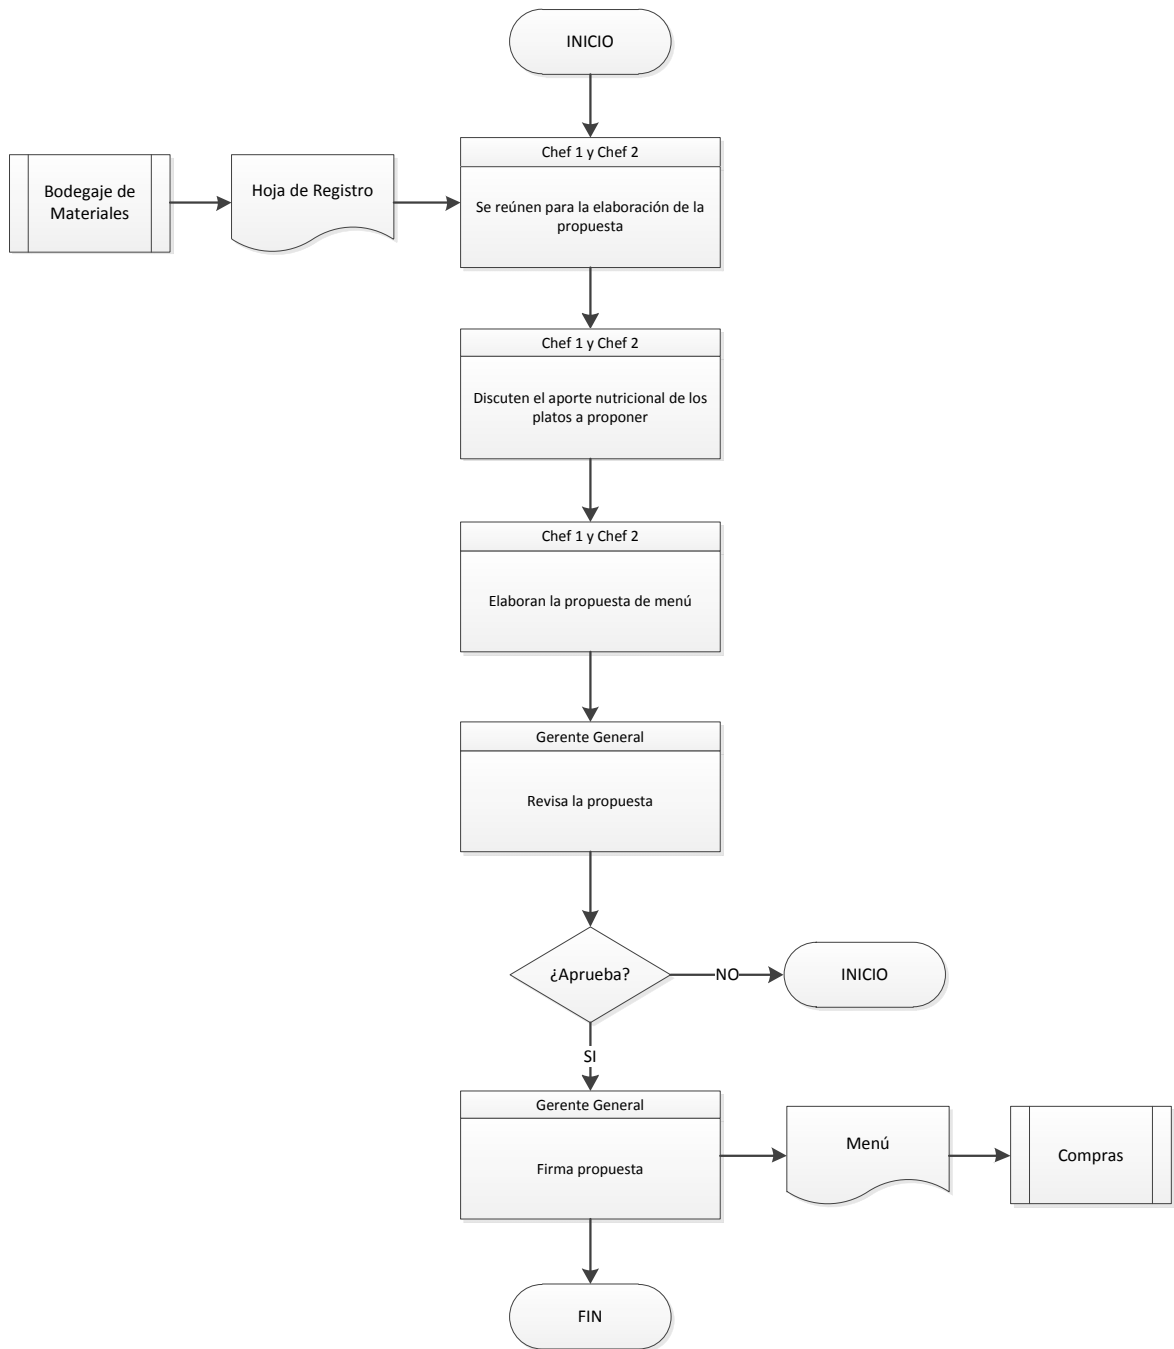 INICIO
Chef 1 y Chef 2
Bodegaje de
Materiales
Hoja de Registro
Se reúnen para la elaboración de la
propuesta
Chef 1 y Chef 2
Discuten el aporte nutricional de los
platos a proponer
Chef 1 y Chef 2
Elaboran la propuesta de menú
Gerente General
Revisa la propuesta
¿Aprueba?
NO
INICIO
SI
Gerente General
Firma propuesta
Menú
Compras
FIN